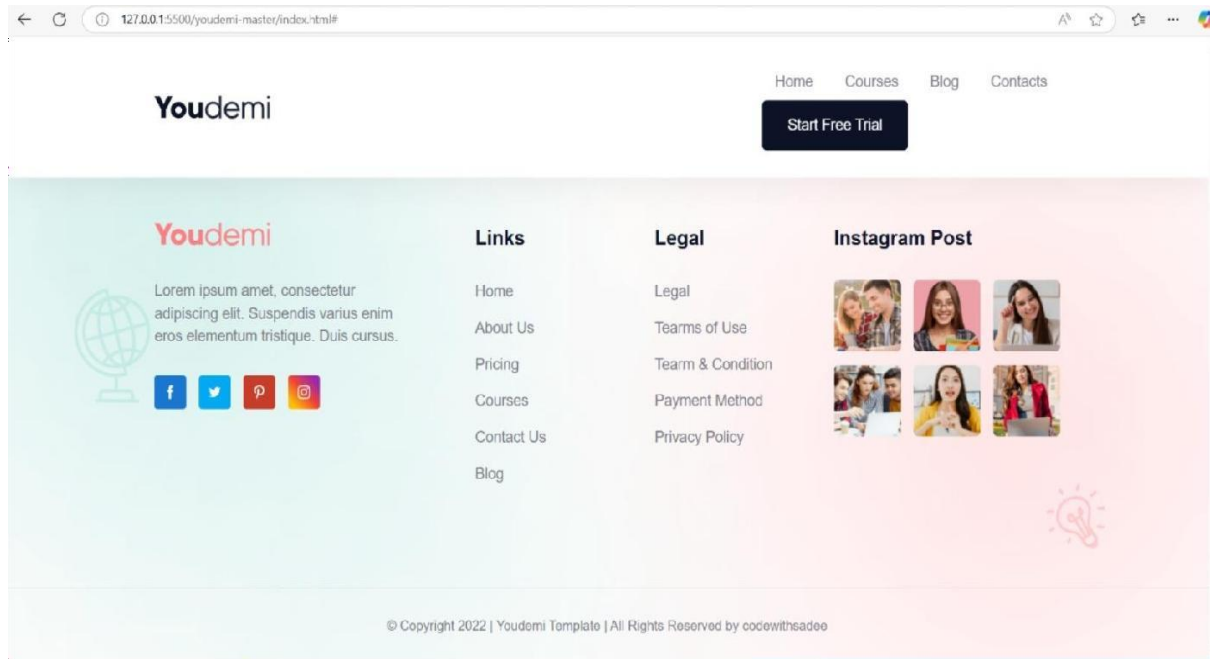 127.0.0.1:5500/youdemi-master/index.html#
Home Courses Blog Contacts
Youdemi
Start Free Trial
Youdemi
Lorem ipsum amet, consectetur
adipiscing elit. Suspendis varius enim
eros elementum tristique. Duis cursus.
Links
Home
About Us
Pricing
Courses
Contact Us
Blog
Legal
Legal
Tearms of Use
Tearm & Condition
Payment Method
Privacy Policy
Instagram Post
© Copyright 2022 | Youdemi Template | All Rights Reserved by codewithsadee